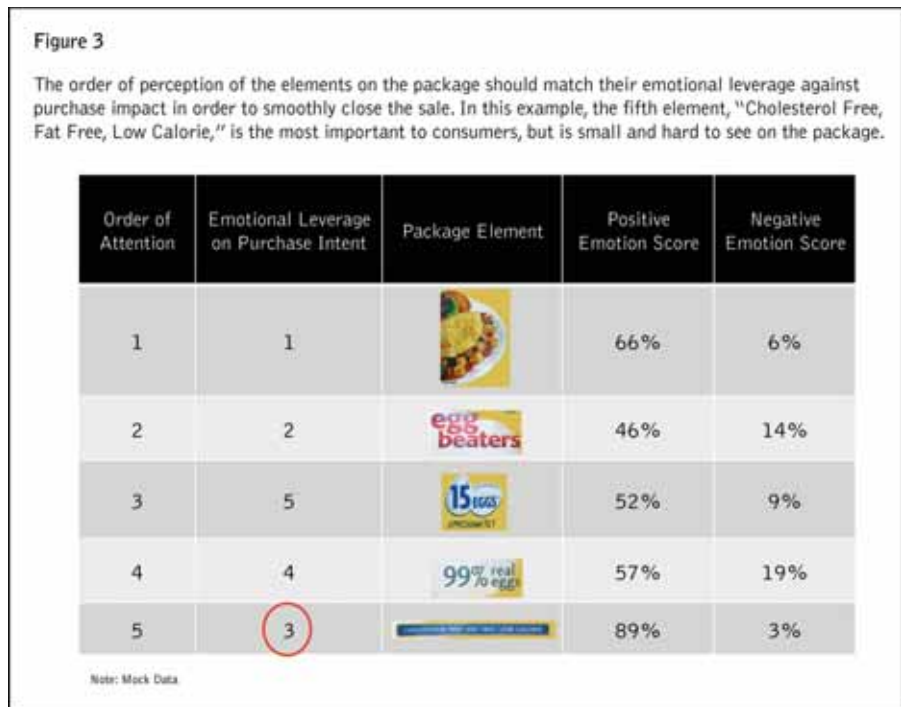 Figure 3
The order of perception of the elements on the package should match their emotional leverage against
purchase impact in order to smoothly close the sale. In this example, the fifth element, "Cholesterol Free,
Fat Free, Low Calorie," is the most important to consumers, but is small and hard to see on the package.
Order of
Attention
Emotional Leverage
on Purchase Intent
Package Element
Positive
Emotion Score
Negative
Emotion Score
1
1
66%
6%
2
2
egg
beaters
46%
14%
3
5
15 EGGS
52%
9%
4
4
99% real
eggs
57%
19%
5
3
89%
3%
Note: Mock Data